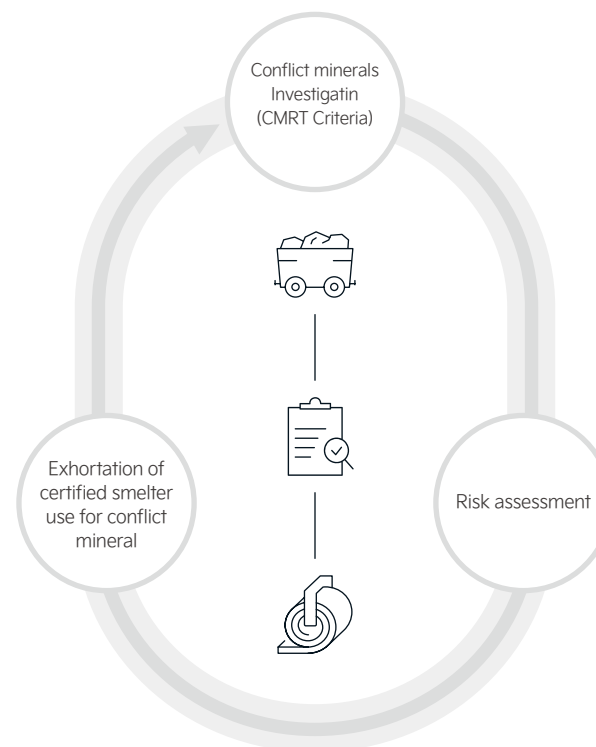 Conflict minerals
Investigatin
(CMRT Criteria)
Exhortation of
certified smelter
use for conflict
mineral
Risk assessment